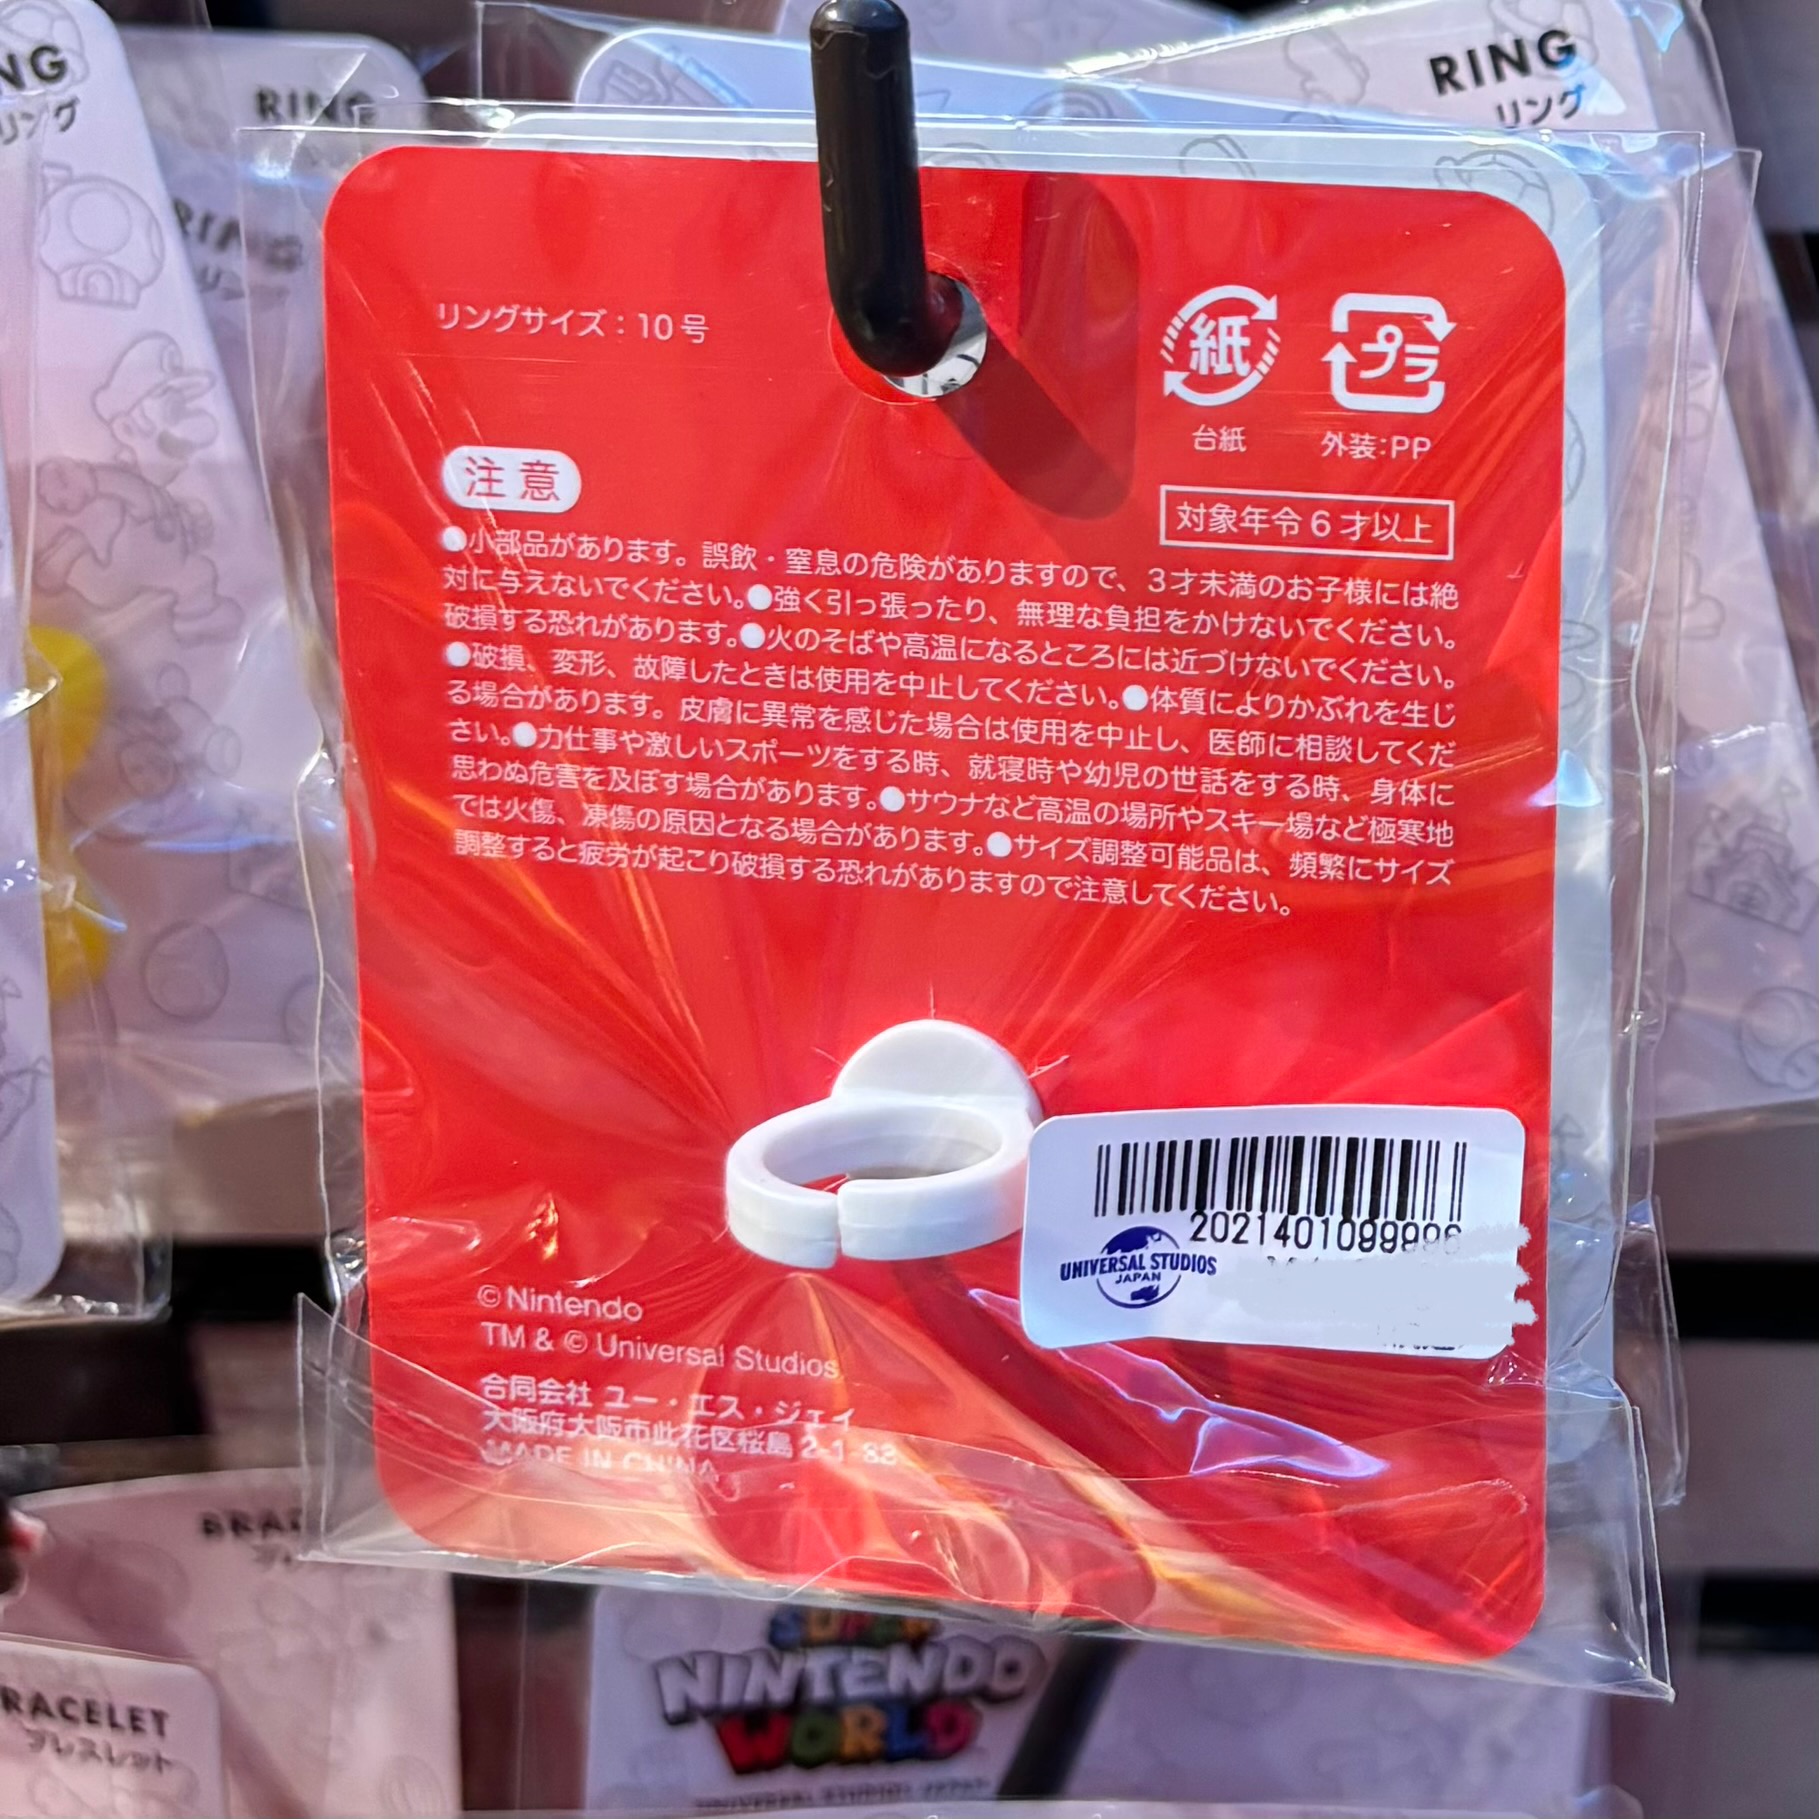 NG
リング
RING
RING
リング
RING
リング
リングサイズ：10号
紙
プラ
台紙
外装：PP
対象年令6才以上
注意
●小部品があります。誤飲・窒息の危険がありますので、3才未満のお子様には絶
対に与えないでください。●強く引っ張ったり、無理な負担をかけないでください。
破損する恐れがあります。●火のそばや高温になるところには近づけないでください。
●破損、変形、故障したときは使用を中止してください。●体質によりかぶれを生じ
る場合があります。皮膚に異常を感じた場合は使用を中止し、医師に相談してくだ
さい。●力仕事や激しいスポーツをする時、就寝時や幼児の世話をする時、身体に
思わぬ危害を及ぼす場合があります。●サウナなど高温の場所やスキー場など極寒地
では火傷、凍傷の原因となる場合があります。●サイズ調整可能品は、頻繁にサイズ
調整すると疲労が起こり破損する恐れがありますので注意してください。
UNIVERSAL STUDIOS
JAPAN
©Nintendo
TM & © Universal Studios
合同会社 ユー・エス・ジェイ
大阪府大阪市此花区桜島 2-1-33
MADE IN CHINA
RACELET
ブレスレット
SUPER
NINTENDO
WORLD
UNIVERSAL STUDIOS JAPAN